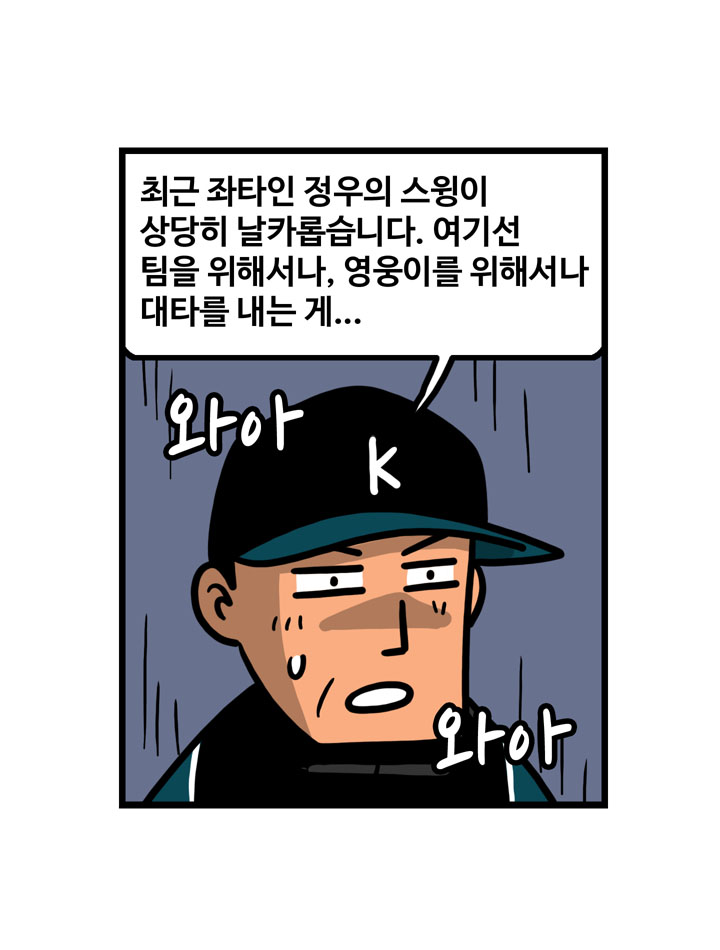 최근 좌타인 정우의 스윙이
상당히 날카롭습니다. 여기선
팀을 위해서나, 영웅이를 위해서나
대타를 내는 게...
와아
K
와아